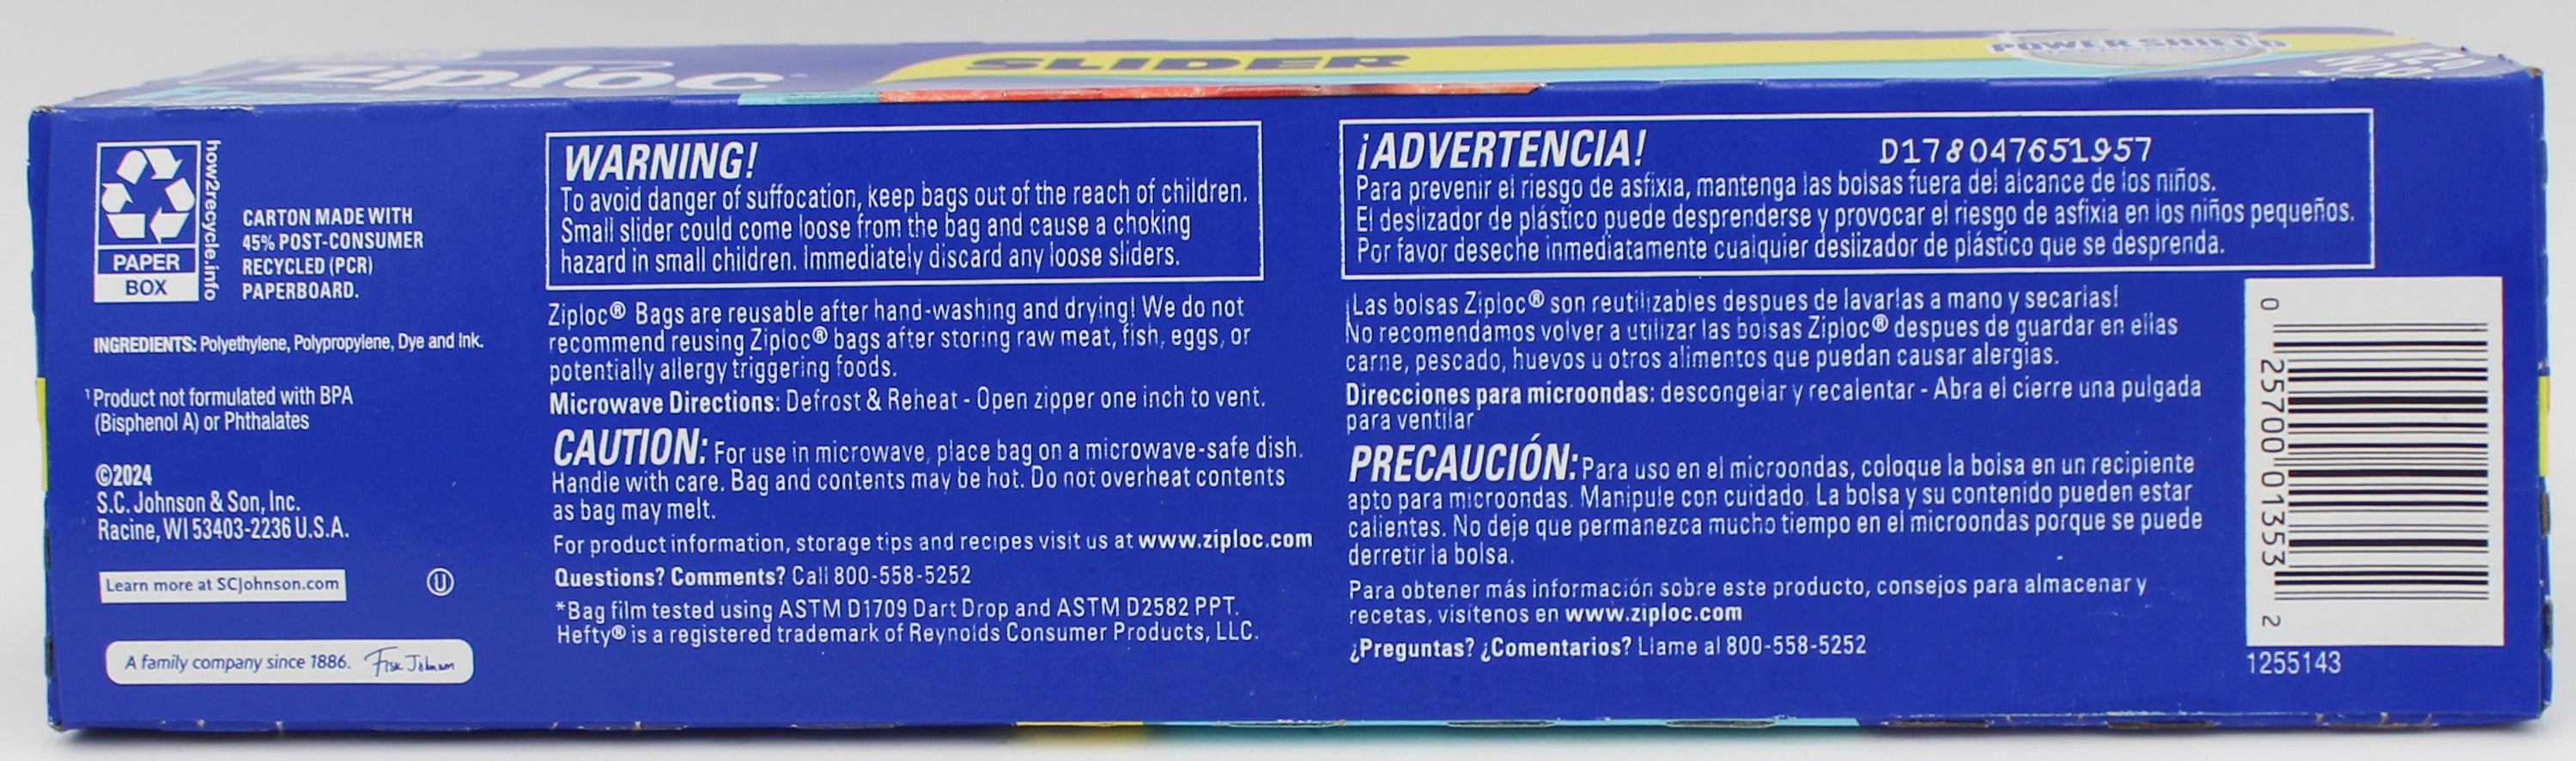 Ziploc
SLIDER
POWER SHIELD
how2recycle.info
PAPER
BOX
CARTON MADE WITH
45% POST-CONSUMER
RECYCLED (PCR)
PAPERBOARD.
INGREDIENTS: Polyethylene, Polypropylene, Dye and Ink.
¹Product not formulated with BPA
(Bisphenol A) or Phthalates
©2024
S.C. Johnson & Son, Inc.
Racine, WI 53403-2236 U.S.A.
Learn more at SCJohnson.com
U
A family company since 1886. Fisk Johnson
WARNING!
To avoid danger of suffocation, keep bags out of the reach of children.
Small slider could come loose from the bag and cause a choking
hazard in small children. Immediately discard any loose sliders.
Ziploc® Bags are reusable after hand-washing and drying! We do not
recommend reusing Ziploc® bags after storing raw meat, fish, eggs, or
potentially allergy triggering foods.
Microwave Directions: Defrost & Reheat - Open zipper one inch to vent.
CAUTION: For use in microwave, place bag on a microwave-safe dish.
Handle with care. Bag and contents may be hot. Do not overheat contents
as bag may melt.
For product information, storage tips and recipes visit us at www.ziploc.com
Questions? Comments? Call 800-558-5252
*Bag film tested using ASTM D1709 Dart Drop and ASTM D2582 PPT.
Hefty® is a registered trademark of Reynolds Consumer Products, LLC.
¡ADVERTENCIA!
D178047651957
Para prevenir el riesgo de asfixia, mantenga las bolsas fuera del alcance de los niños.
El deslizador de plástico puede desprenderse y provocar el riesgo de asfixia en los niños pequeños.
Por favor deseche inmediatamente cualquier deslizador de plástico que se desprenda.
¡Las bolsas Ziploc® son reutilizables despues de lavarlas a mano y secarlas!
No recomendamos volver a utilizar las bolsas Ziploc® despues de guardar en ellas
carne, pescado, huevos u otros alimentos que puedan causar alergias.
Direcciones para microondas: descongelar y recalentar - Abra el cierre una pulgada
para ventilar
PRECAUCIÓN: Para uso en el microondas, coloque la bolsa en un recipiente
apto para microondas. Manipule con cuidado. La bolsa y su contenido pueden estar
calientes. No deje que permanezca mucho tiempo en el microondas porque se puede
derretir la bolsa.
Para obtener más información sobre este producto, consejos para almacenar y
recetas, visítenos en www.ziploc.com
¿Preguntas? ¿Comentarios? Llame al 800-558-5252
0 25700 01353 2
1255143